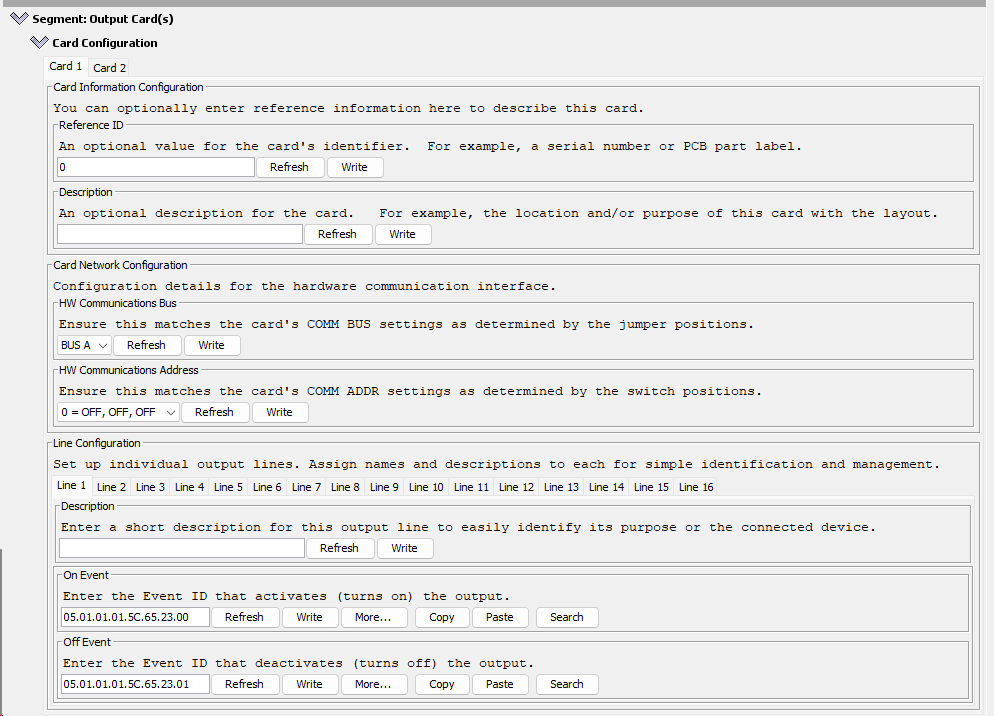 Segment: Output Card(s)
Card Configuration
Card 1 Card 2
Card Information Configuration
You can optionally enter reference information here to describe this card.
Reference ID
An optional value for the card's identifier.  For example, a serial number or PCB part label.
0 Refresh Write
Description
An optional description for the card.   For example, the location and/or purpose of this card with the layout.
Refresh Write
Card Network Configuration
Configuration details for the hardware communication interface.
HW Communications Bus
Ensure this matches the card's COMM BUS settings as determined by the jumper positions.
BUS A Refresh Write
HW Communications Address
Ensure this matches the card's COMM ADDR settings as determined by the switch positions.
0 = OFF, OFF, OFF Refresh Write
Line Configuration
Set up individual output lines. Assign names and descriptions to each for simple identification and management.
Line 1 Line 2 Line 3 Line 4 Line 5 Line 6 Line 7 Line 8 Line 9 Line 10 Line 11 Line 12 Line 13 Line 14 Line 15 Line 16
Description
Enter a short description for this output line to easily identify its purpose or the connected device.
Refresh Write
On Event
Enter the Event ID that activates (turns on) the output.
05.01.01.01.5C.65.23.00 Refresh Write More... Copy Paste Search
Off Event
Enter the Event ID that deactivates (turns off) the output.
05.01.01.01.5C.65.23.01 Refresh Write More... Copy Paste Search